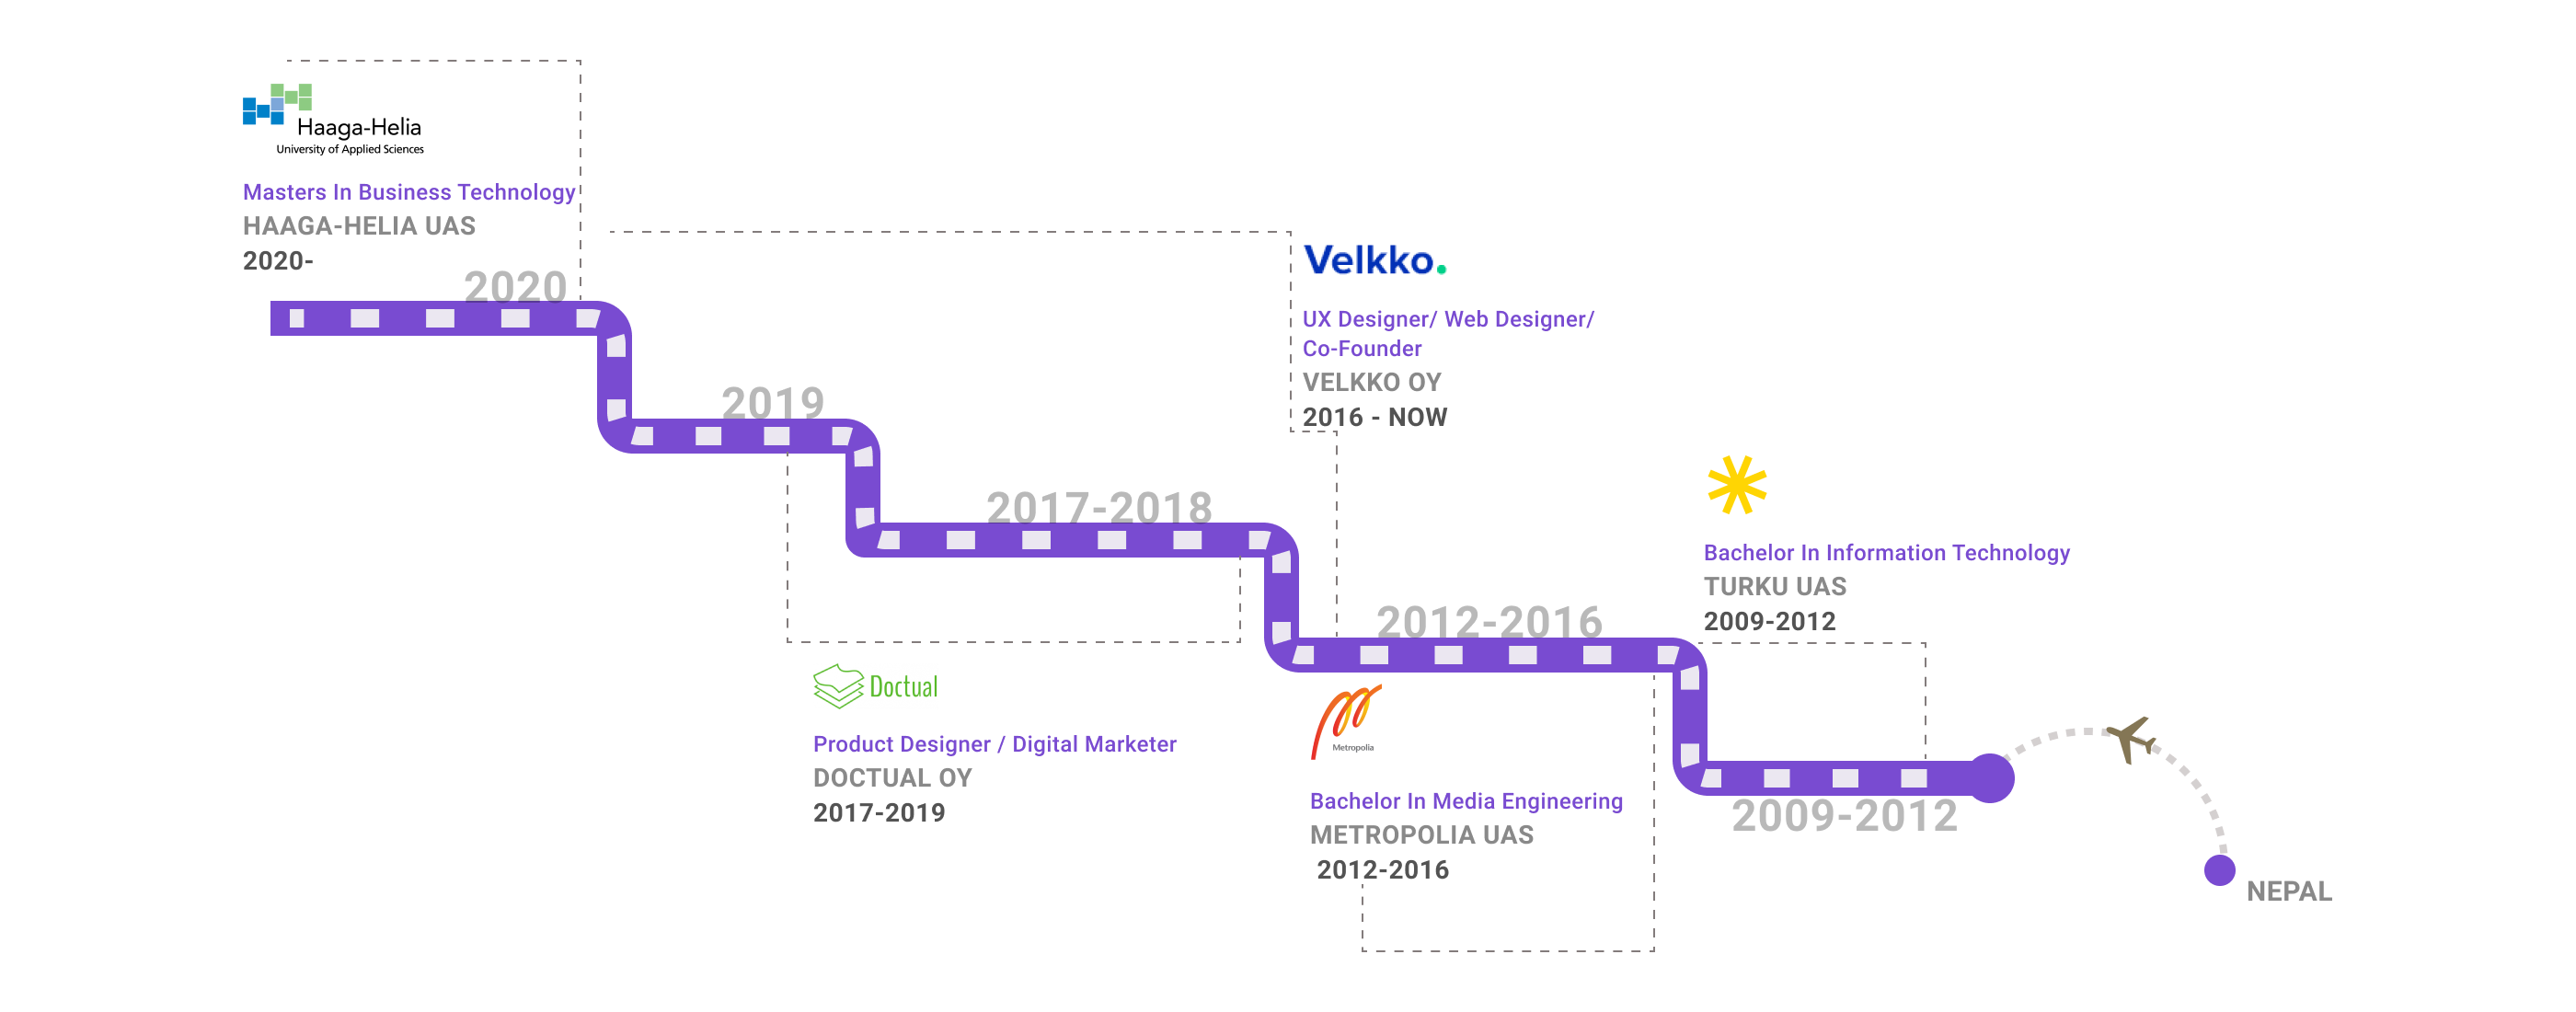 Haaga-Helia
University of Applied Sciences
Masters In Business Technology
HAAGA-HELIA UAS
2020-
2020
Velkko.
UX Designer/ Web Designer/
Co-Founder
VELKKO OY
2016 - NOW
2019
2017-2018
Bachelor In Information Technology
TURKU UAS
2009-2012
2012-2016
Doctual
Product Designer / Digital Marketer
DOCTUAL OY
2017-2019
Metropolia
Bachelor In Media Engineering
METROPOLIA UAS
2012-2016
2009-2012
NEPAL